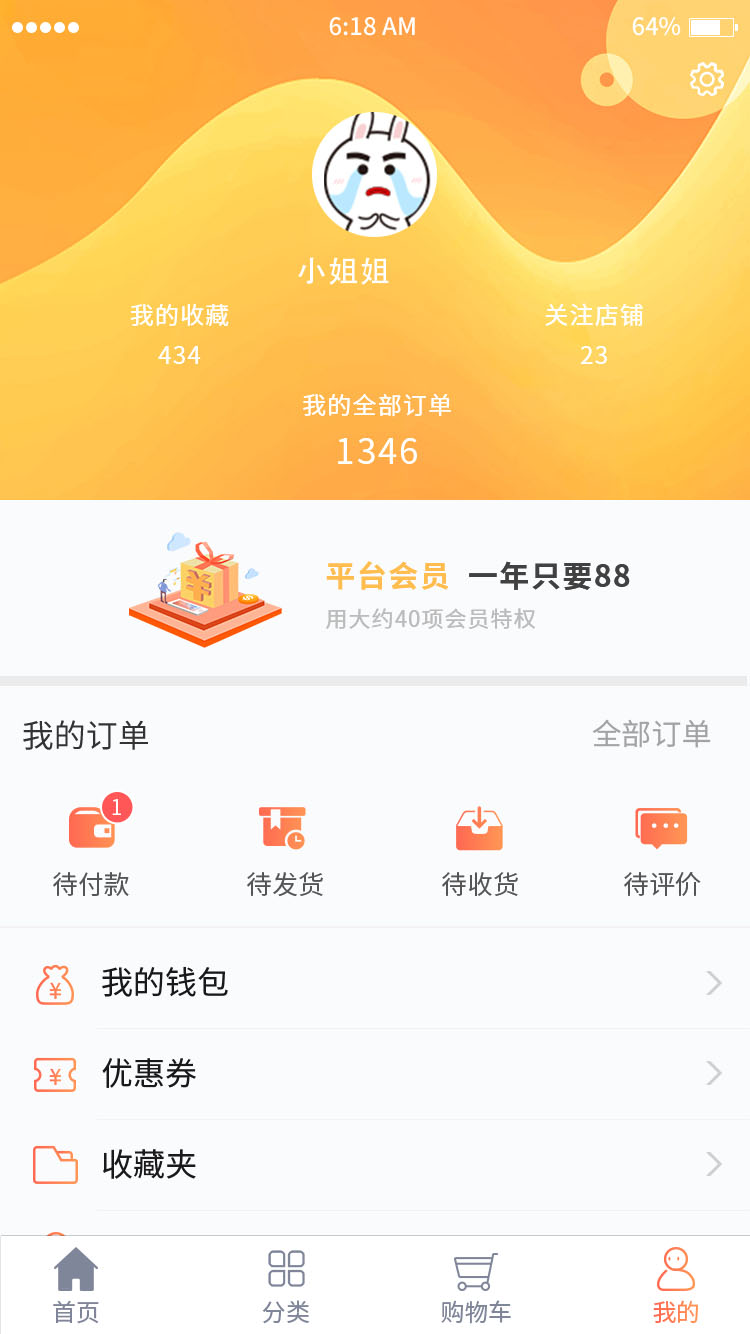 6:18 AM
64%
小姐姐
我的收藏
关注店铺
434
23
我的全部订单
1346
平台会员 一年只要88
用大约40项会员特权
我的订单
全部订单
1
待付款
待发货
待收货
待评价
我的钱包
优惠券
收藏夹
首页
分类
购物车
我的